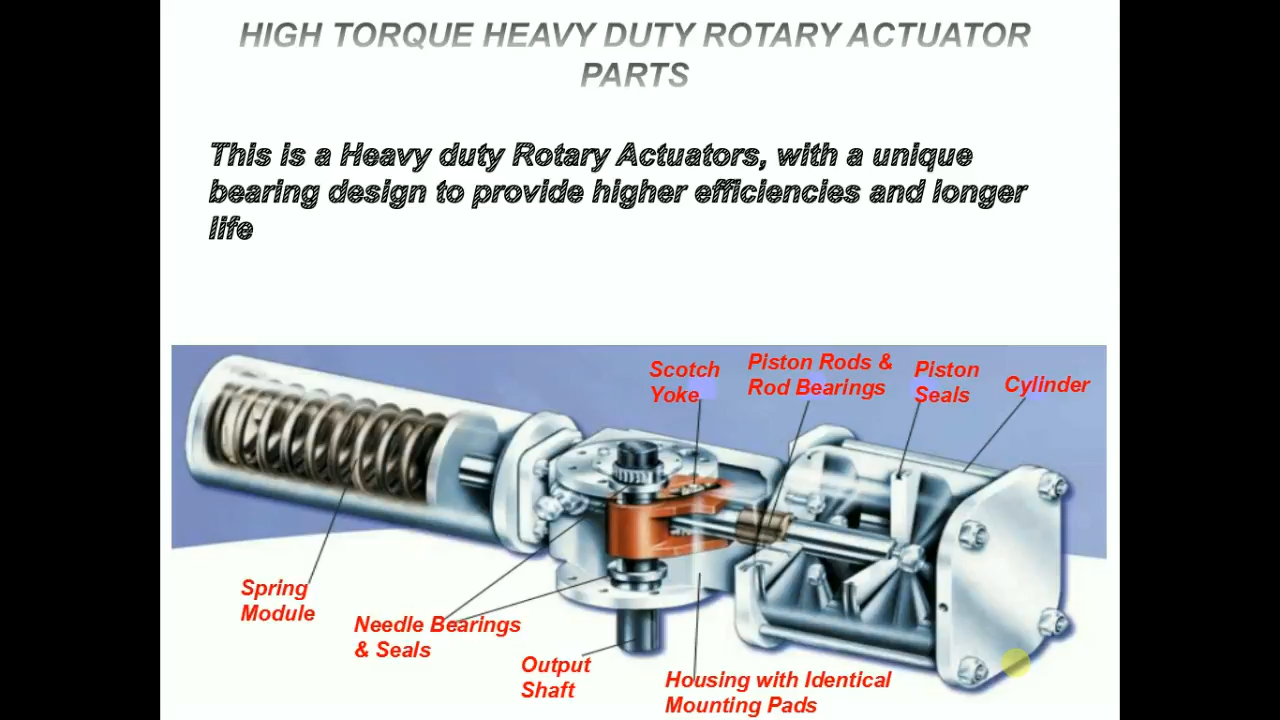 HIGH TORQUE HEAVY DUTY ROTARY ACTUATOR
PARTS
This is a Heavy duty Rotary Actuators, with a unique
bearing design to provide higher efficiencies and longer
life
Scotch
Yoke
Piston Rods &
Rod Bearings
Piston
Seals
Cylinder
Spring
Module
Needle Bearings
& Seals
Output
Shaft
Housing with Identical
Mounting Pads